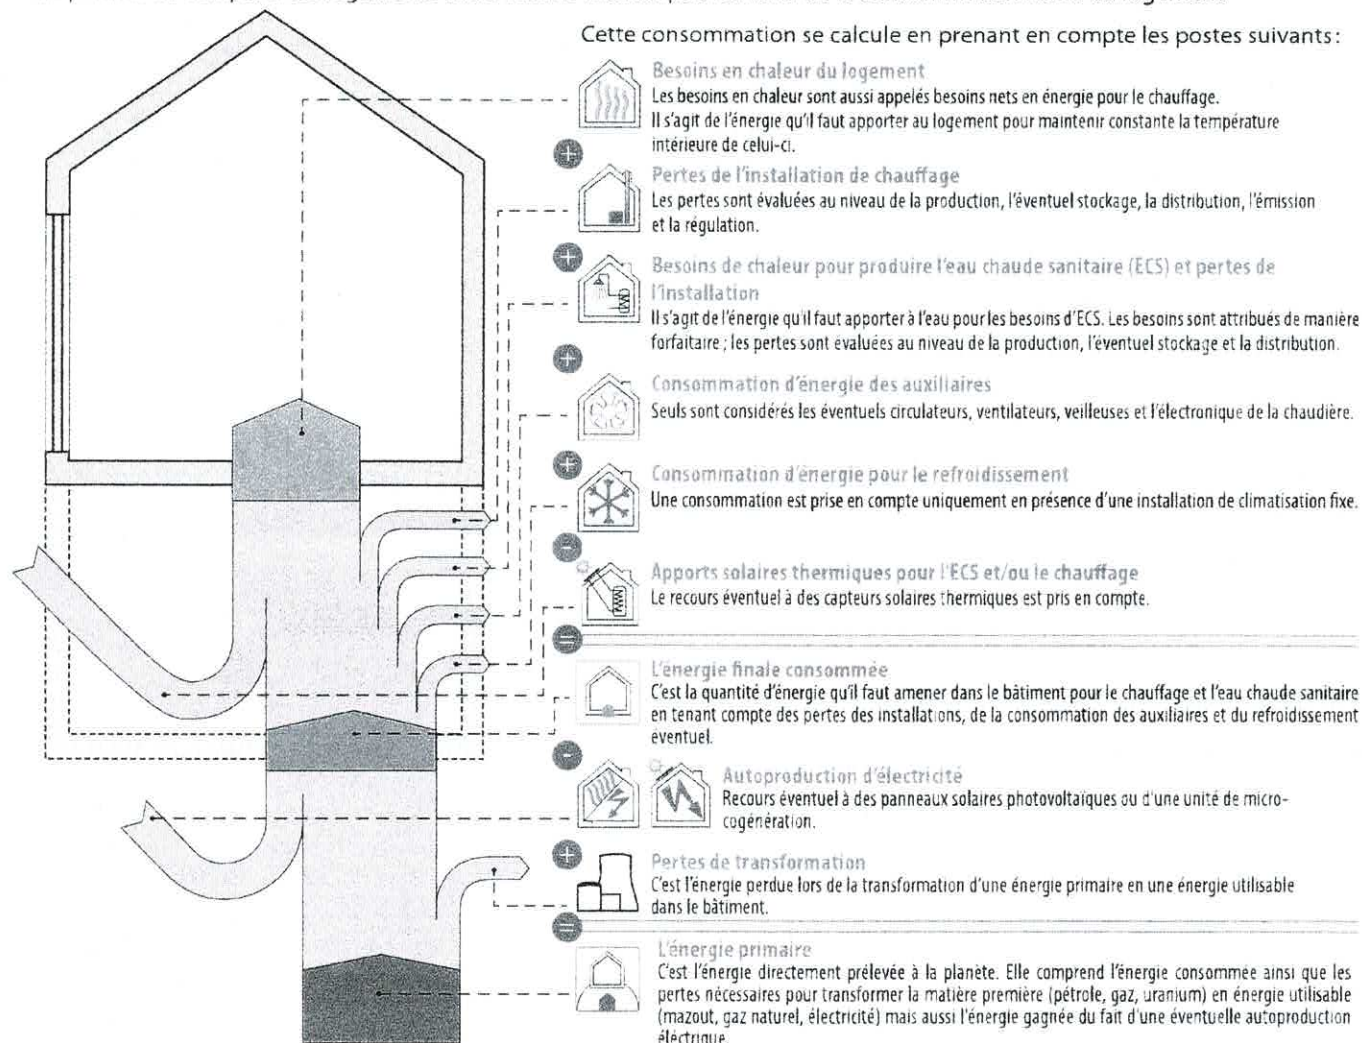 Cette consommation se calcule en prenant en compte les postes suivants:
Besoins en chaleur du logement
Les besoins en chaleur sont aussi appelés besoins nets en énergie pour le chauffage.
Il s'agit de l'énergie qu'il faut apporter au logement pour maintenir constante la température
intérieure de celui-ci.
+
Pertes de l'installation de chauffage
Les pertes sont évaluées au niveau de la production, l'éventuel stockage, la distribution, l'émission
et la régulation.
+
Besoins de chaleur pour produire l'eau chaude sanitaire (ECS) et pertes de
l'installation
Il s'agit de l'énergie qu'il faut apporter à l'eau pour les besoins d'ECS. Les besoins sont attribués de manière
forfaitaire ; les pertes sont évaluées au niveau de la production, l'éventuel stockage et la distribution.
+
Consommation d'énergie des auxiliaires
Seuls sont considérés les éventuels circulateurs, ventilateurs, veilleuses et l'électronique de la chaudière.
+
Consommation d'énergie pour le refroidissement
Une consommation est prise en compte uniquement en présence d'une installation de climatisation fixe.
-
Apports solaires thermiques pour l'ECS et/ou le chauffage
Le recours éventuel à des capteurs solaires thermiques est pris en compte.
=
L'énergie finale consommée
C'est la quantité d'énergie qu'il faut amener dans le bâtiment pour le chauffage et l'eau chaude sanitaire
en tenant compte des pertes des installations, de la consommation des auxiliaires et du refroidissement
éventuel.
-
Autoproduction d'électricité
Recours éventuel à des panneaux solaires photovoltaïques ou d'une unité de micro-
cogénération.
+
Pertes de transformation
C'est l'énergie perdue lors de la transformation d'une énergie primaire en une énergie utilisable
dans le bâtiment.
=
L'énergie primaire
C'est l'énergie directement prélevée à la planète. Elle comprend l'énergie consommée ainsi que les
pertes nécessaires pour transformer la matière première (pétrole, gaz, uranium) en énergie utilisable
(mazout, gaz naturel, électricité) mais aussi l'énergie gagnée du fait d'une éventuelle autoproduction
éléctrique.